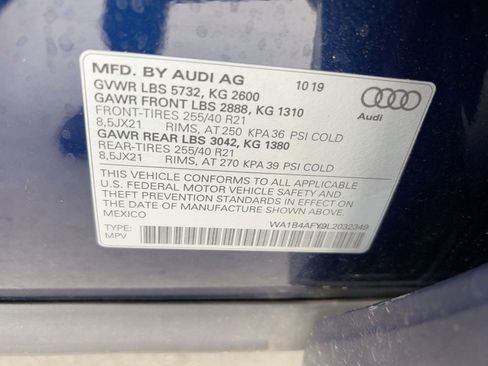 MFD. BY AUDI AG 10 19
GVWR LBS 5732, KG 2600
GAWR FRONT LBS 2888, KG 1310
FRONT-TIRES 255/40 R21
8,5JX21 RIMS, AT 250 KPA 36 PSI COLD
GAWR REAR LBS 3042, KG 1380
REAR-TIRES 255/40 R21
8,5JX21 RIMS, AT 270 KPA 39 PSI COLD
Audi
THIS VEHICLE CONFORMS TO ALL APPLICABLE
U.S. FEDERAL MOTOR VEHICLE SAFETY AND
THEFT PREVENTION STANDARDS IN EFFECT ON
THE DATE OF MANUFACTURE SHOWN ABOVE
MEXICO
WA1B4AFY9L2032349
TYPE:
MPV